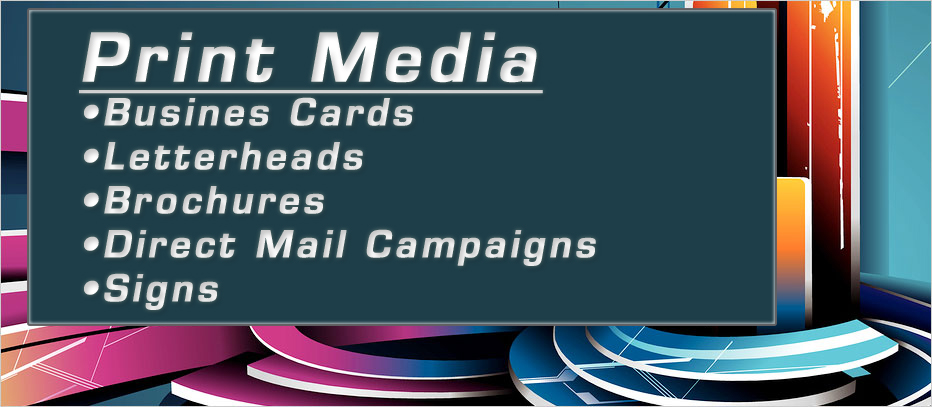 Print Media
•Busines Cards
•Letterheads
•Brochures
•Direct Mail Campaigns
•Signs